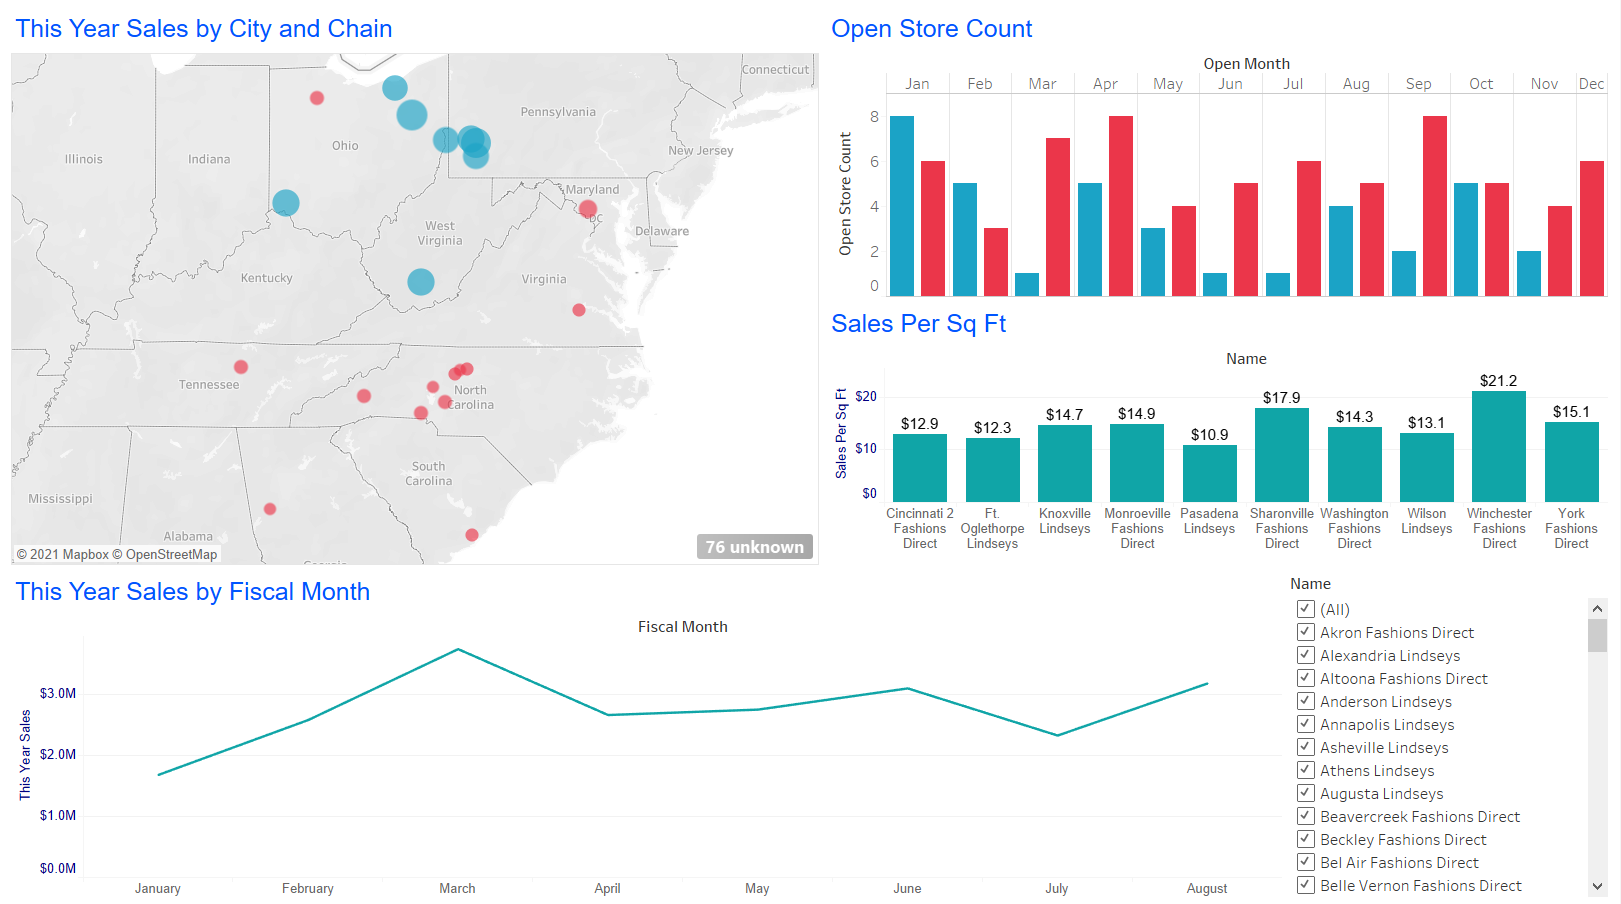 This Year Sales by City and Chain
Connecticut
Pennsylvania
Ohio
Illinois
Indiana
New Jersey
Maryland
DC
West
Virginia
Delaware
Kentucky
Virginia
Tennessee
North
Carolina
South
Carolina
Mississippi
Alabama
Georgia
© 2021 Mapbox © OpenStreetMap
76 unknown
Open Store Count
Open Month
Jan Feb Mar Apr May Jun Jul Aug Sep Oct Nov Dec
Open Store Count
8
6
4
2
0
Sales Per Sq Ft
Name
Sales Per Sq Ft
$20
$10
$0
$12.9 $12.3 $14.7 $14.9 $10.9 $17.9 $14.3 $13.1 $21.2 $15.1
Cincinnati 2 Fashions Direct
Ft. Oglethorpe Lindseys
Knoxville Lindseys
Monroeville Fashions Direct
Pasadena Lindseys
Sharonville Fashions Direct
Washington Fashions Direct
Wilson Lindseys
Winchester Fashions Direct
York Fashions Direct
This Year Sales by Fiscal Month
Fiscal Month
This Year Sales
$3.0M
$2.0M
$1.0M
$0.0M
January February March April May June July August
Name
(All)
Akron Fashions Direct
Alexandria Lindseys
Altoona Fashions Direct
Anderson Lindseys
Annapolis Lindseys
Asheville Lindseys
Athens Lindseys
Augusta Lindseys
Beavercreek Fashions Direct
Beckley Fashions Direct
Bel Air Fashions Direct
Belle Vernon Fashions Direct